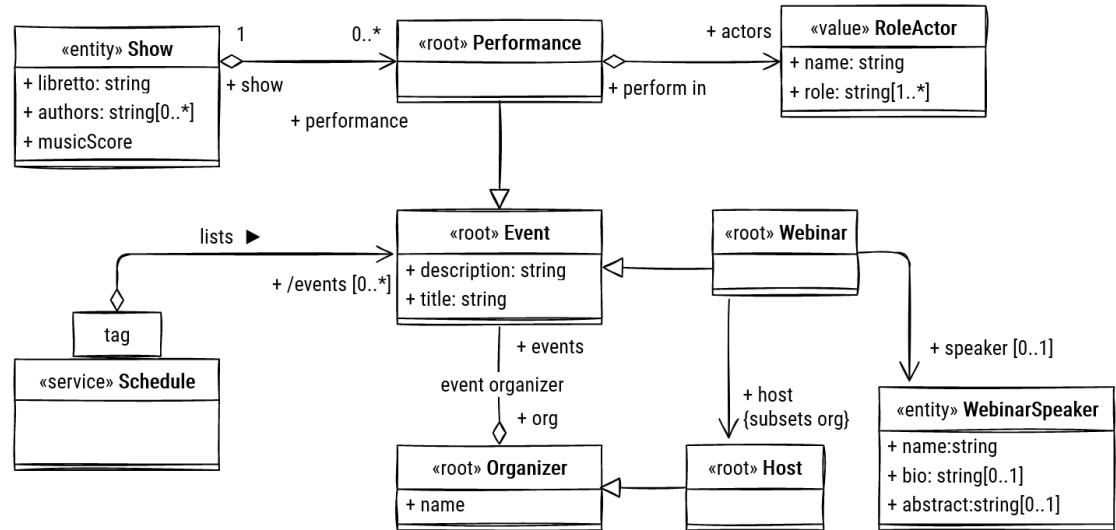 «entity» Show
+ libretto: string
+ authors: string[0..*]
+ musicScore
1
0..*
+ show
+ performance
«root» Performance
+ actors
+ perform in
«value» RoleActor
+ name: string
+ role: string[1..*]
lists ►
+ /events [0..*]
«root» Event
+ description: string
+ title: string
«root» Webinar
tag
«service» Schedule
+ events
event organizer
+ org
+ host
{subsets org}
+ speaker [0..1]
«root» Organizer
+ name
«root» Host
«entity» WebinarSpeaker
+ name:string
+ bio: string[0..1]
+ abstract:string[0..1]